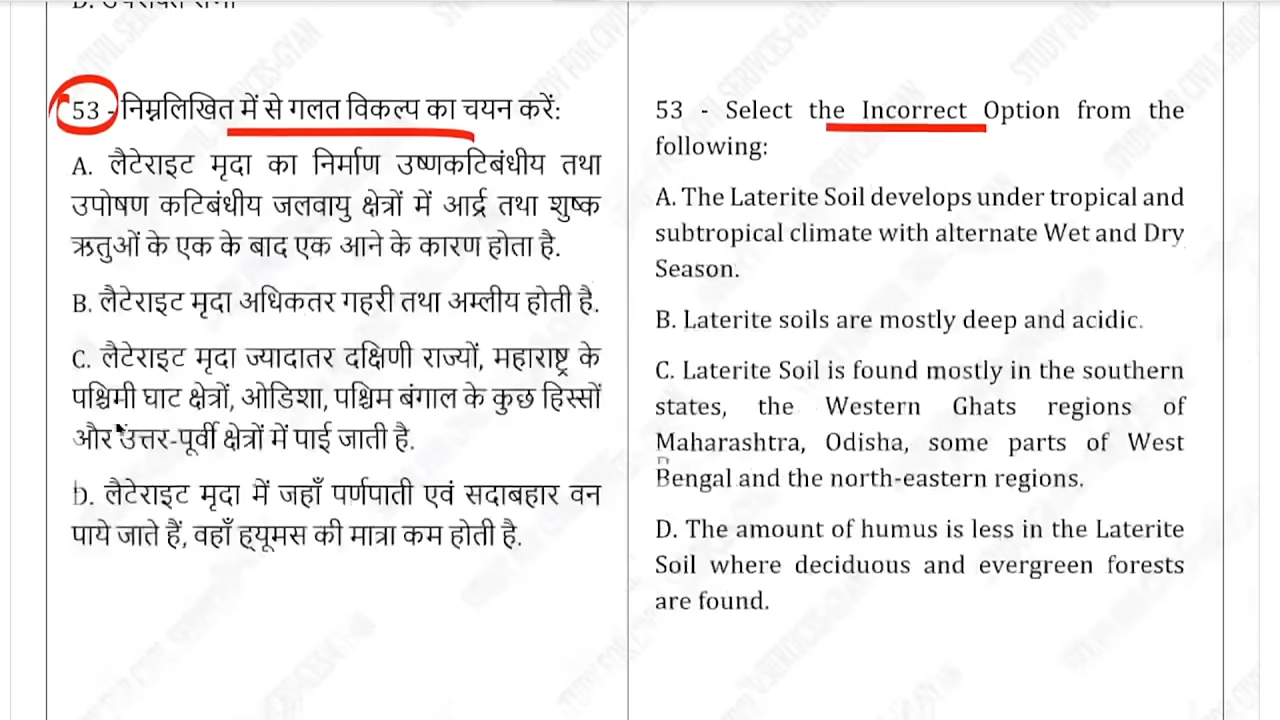 53 - निम्नलिखित में से गलत विकल्प का चयन करें:
A. लैटेराइट मृदा का निर्माण उष्णकटिबंधीय तथा
उपोषण कटिबंधीय जलवायु क्षेत्रों में आर्द्र तथा शुष्क
ऋतुओं के एक के बाद एक आने के कारण होता है.
B. लैटेराइट मृदा अधिकतर गहरी तथा अम्लीय होती है.
C. लैटेराइट मृदा ज्यादातर दक्षिणी राज्यों, महाराष्ट्र के
पश्चिमी घाट क्षेत्रों, ओडिशा, पश्चिम बंगाल के कुछ हिस्सों
और उत्तर-पूर्वी क्षेत्रों में पाई जाती है.
D. लैटेराइट मृदा में जहाँ पर्णपाती एवं सदाबहार वन
पाये जाते हैं, वहाँ ह्यूमस की मात्रा कम होती है.
53 - Select the Incorrect Option from the
following:
A. The Laterite Soil develops under tropical and
subtropical climate with alternate Wet and Dry
Season.
B. Laterite soils are mostly deep and acidic.
C. Laterite Soil is found mostly in the southern
states, the Western Ghats regions of
Maharashtra, Odisha, some parts of West
Bengal and the north-eastern regions.
D. The amount of humus is less in the Laterite
Soil where deciduous and evergreen forests
are found.